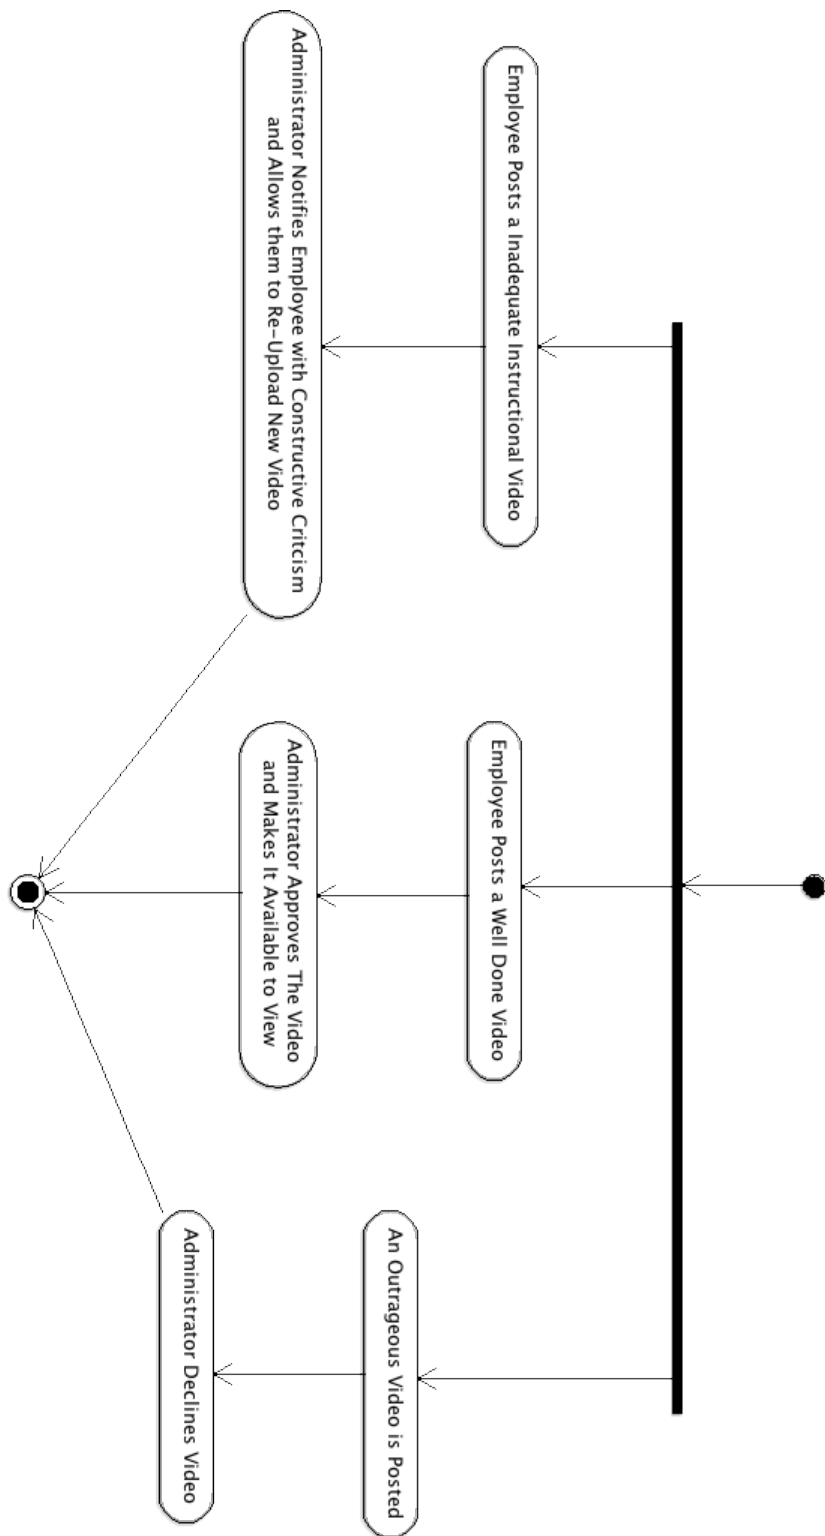 Employee Posts a Inadequate Instructional Video
Administrator Notifies Employee with Constructive Critcism
and Allows them to Re-Upload New Video
Employee Posts a Well Done Video
Administrator Approves The Video
and Makes It Available to View
An Outrageous Video is Posted
Administrator Declines Video